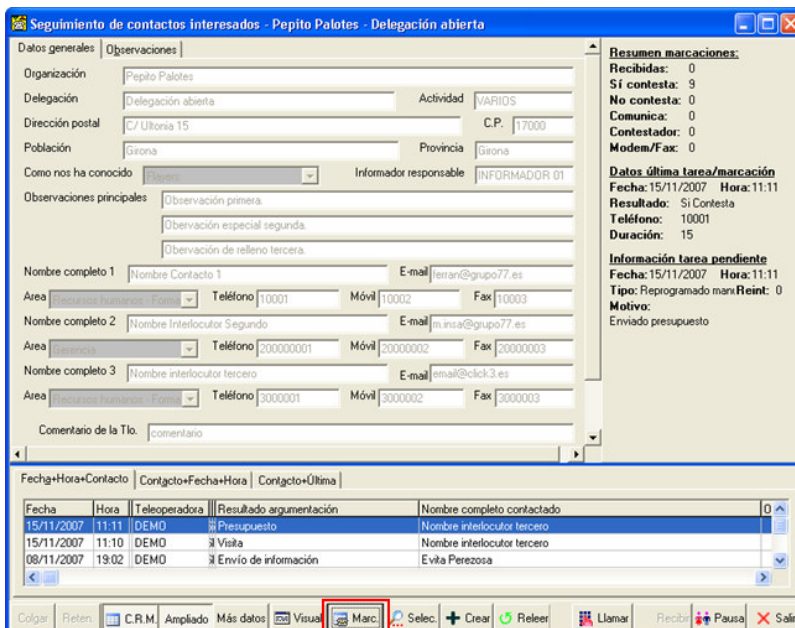 Seguimiento de contactos interesados - Pepito Palotes - Delegación abierta
Datos generales Observaciones
Organización Pepito Palotes
Delegación Delegación abierta Actividad VARIOS
Dirección postal C/ Ultonia 15 C.P. 17000
Población Girona Provincia Girona
Como nos ha conocido Flayers Informador responsable INFORMADOR 01
Observaciones principales Observación primera.
Obervación especial segunda.
Obervación de relleno tercera.
Nombre completo 1 Nombre Contacto 1 E-mail ferran@grupo77.es
Area Recursos humanos - Forma Teléfono 10001 Móvil 10002 Fax 10003
Nombre completo 2 Nombre Interlocutor Segundo E-mail m.insa@grupo77.es
Area Gerencia Teléfono 200000001 Móvil 20000002 Fax 20000003
Nombre completo 3 Nombre interlocutor tercero E-mail email@click3.es
Area Recursos humanos - Forma Teléfono 3000001 Móvil 3000002 Fax 3000003
Comentario de la Tlo. comentario
Resumen marcaciones:
Recibidas: 0
Sí contesta: 9
No contesta: 0
Comunica: 0
Contestador: 0
Modem/Fax: 0
Datos última tarea/marcación
Fecha: 15/11/2007 Hora: 11:11
Resultado: Si Contesta
Teléfono: 10001
Duración: 15
Información tarea pendiente
Fecha: 15/11/2007 Hora: 11:11
Tipo: Reprogramado manu Reint: 0
Motivo:
Enviado presupuesto
Fecha+Hora+Contacto Contacto+Fecha+Hora Contacto+Última
Fecha Hora Teleoperadora Resultado argumentación Nombre completo contactado O
15/11/2007 11:11 DEMO Presupuesto Nombre interlocutor tercero
15/11/2007 11:10 DEMO Visita Nombre interlocutor tercero
08/11/2007 19:02 DEMO Envío de información Evita Perezosa
Colgar Reten. C.R.M. Ampliado Más datos Visual Marc. Selec. Crear Releer Llamar Recibir Pausa Salir